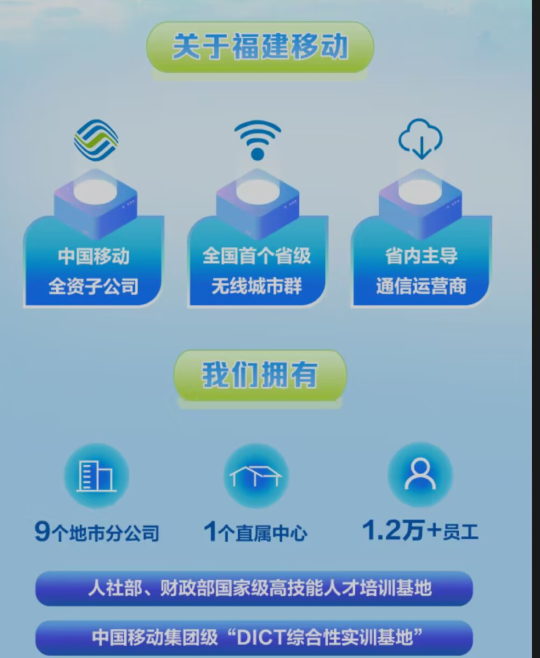 关于福建移动
中国移动
全资子公司
全国首个省级
无线城市群
省内主导
通信运营商
我们拥有
9个地市分公司
1个直属中心
1.2万+员工
人社部、财政部国家级高技能人才培训基地
中国移动集团级“DICT综合性实训基地”